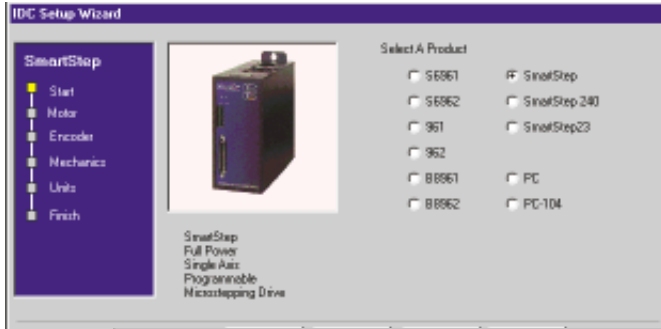 IDC Setup Wizard
SmartStep
Start
Motor
Encoder
Mechanics
Units
Finish
SmartStep
Full Power
Single Axis
Programmable
Microstepping Drive
Select A Product
S6961
S6962
961
962
B8961
B8962
SmartStep
SmartStep 240
SmartStep23
PC
PC-104